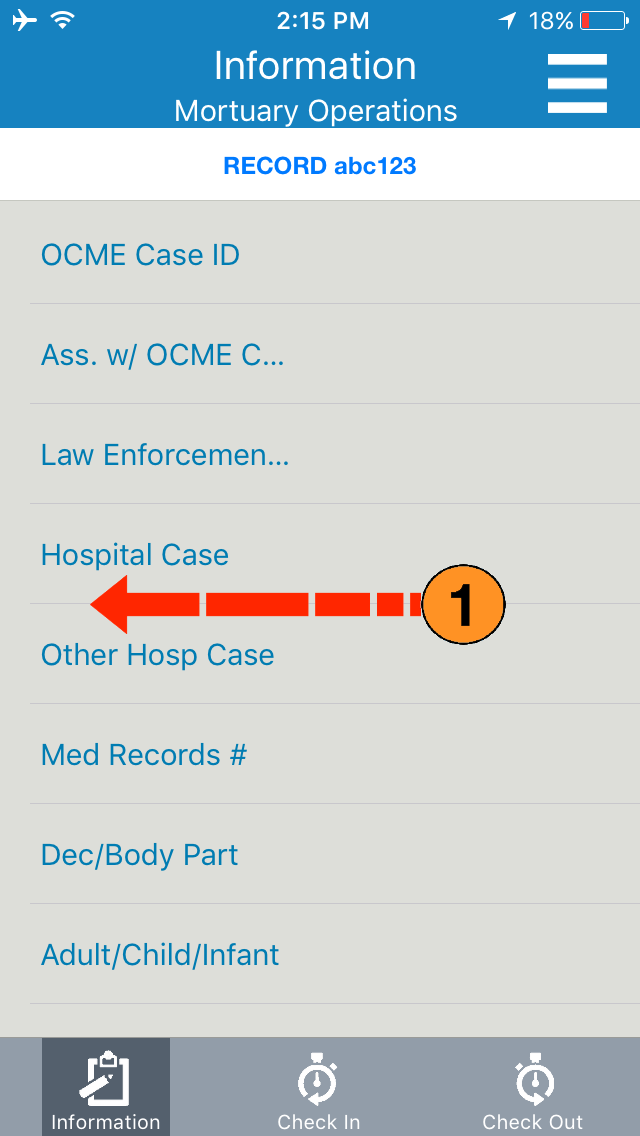 2:15 PM
18%
Information
Mortuary Operations
RECORD abc123
OCME Case ID
Ass. w/ OCME C...
Law Enforcemen...
Hospital Case
1
Other Hosp Case
Med Records #
Dec/Body Part
Adult/Child/Infant
Information
Check In
Check Out